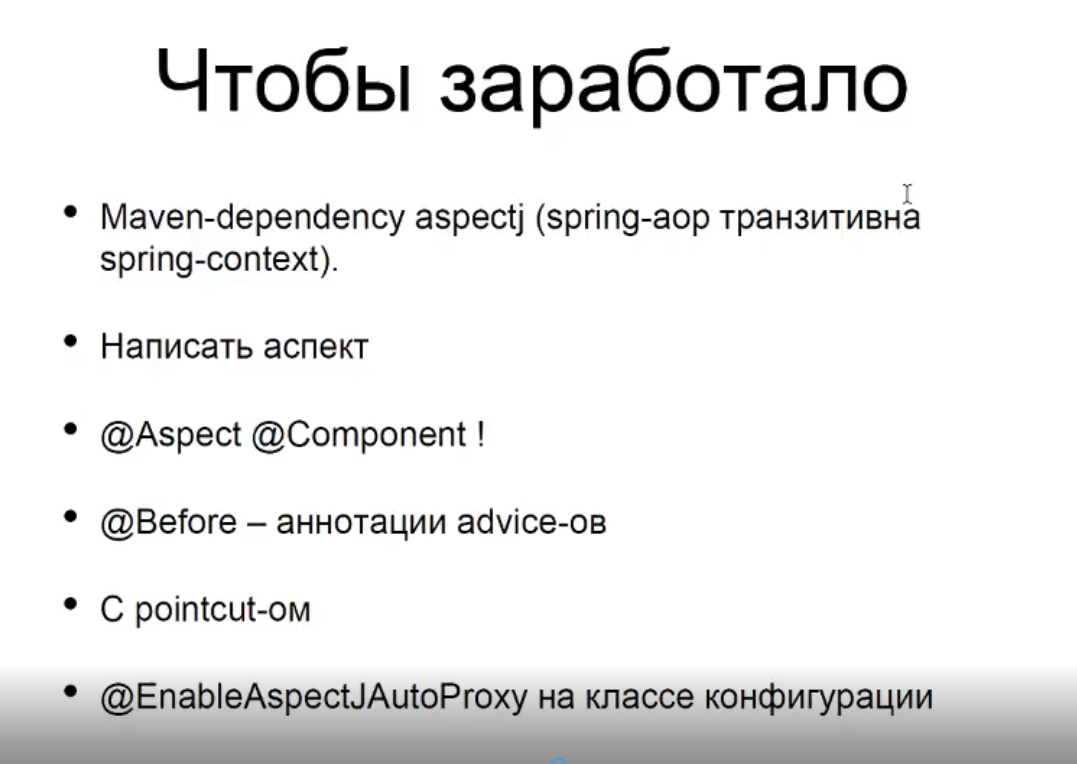 Чтобы заработало
• Maven-dependency aspectj (spring-aop транзитивна
spring-context).
• Написать аспект
• @Aspect @Component !
• @Before – аннотации advice-ов
• С pointcut-ом
• @EnableAspectJAutoProxy на классе конфигурации